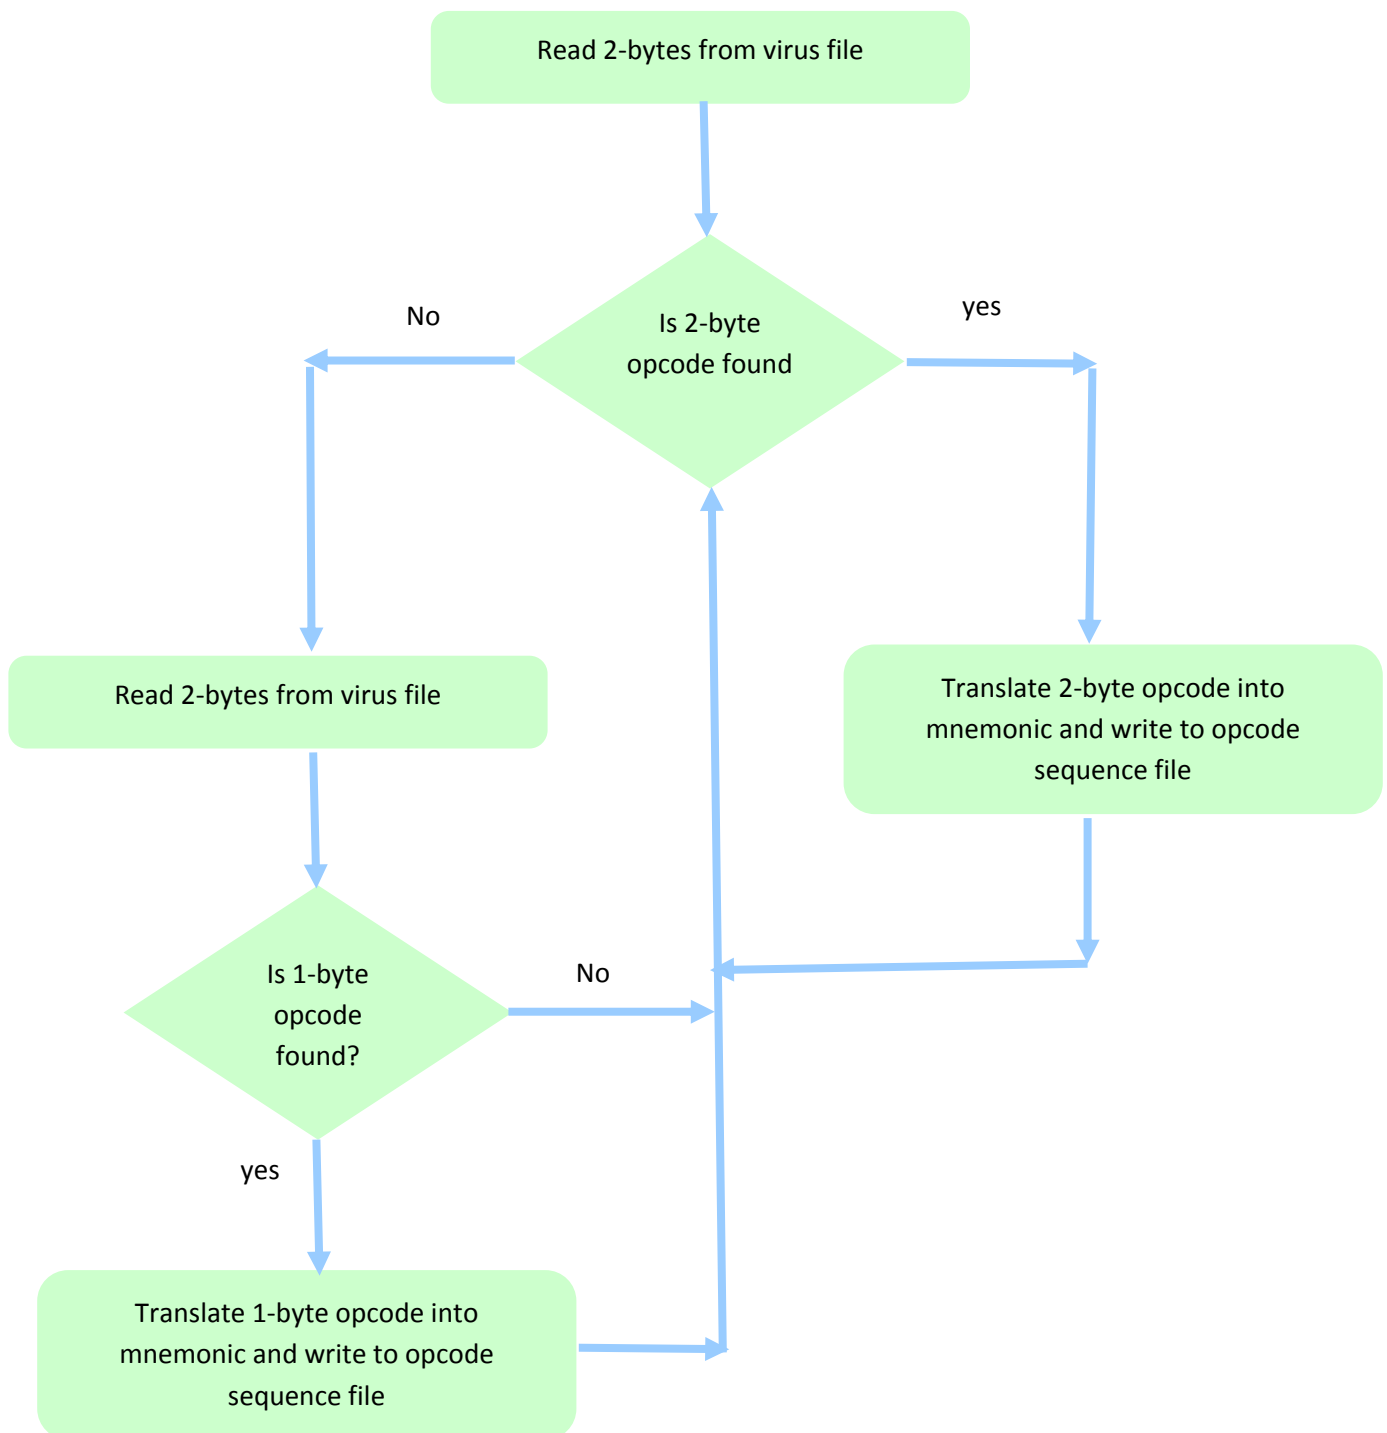 Read 2-bytes from virus file
No
Is 2-byte
opcode found
yes
Read 2-bytes from virus file
Translate 2-byte opcode into
mnemonic and write to opcode
sequence file
Is 1-byte
opcode
found?
No
yes
Translate 1-byte opcode into
mnemonic and write to opcode
sequence file